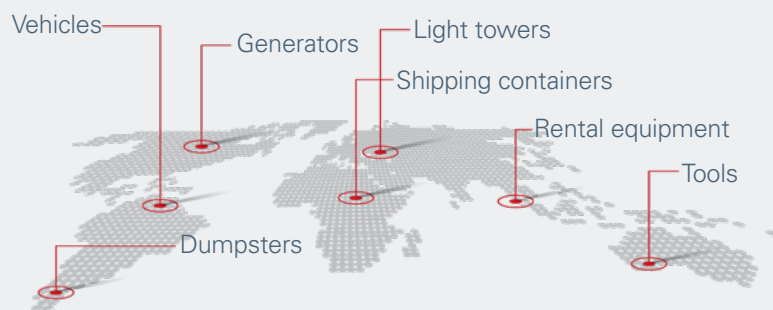 Vehicles
Generators
Light towers
Shipping containers
Rental equipment
Tools
Dumpsters